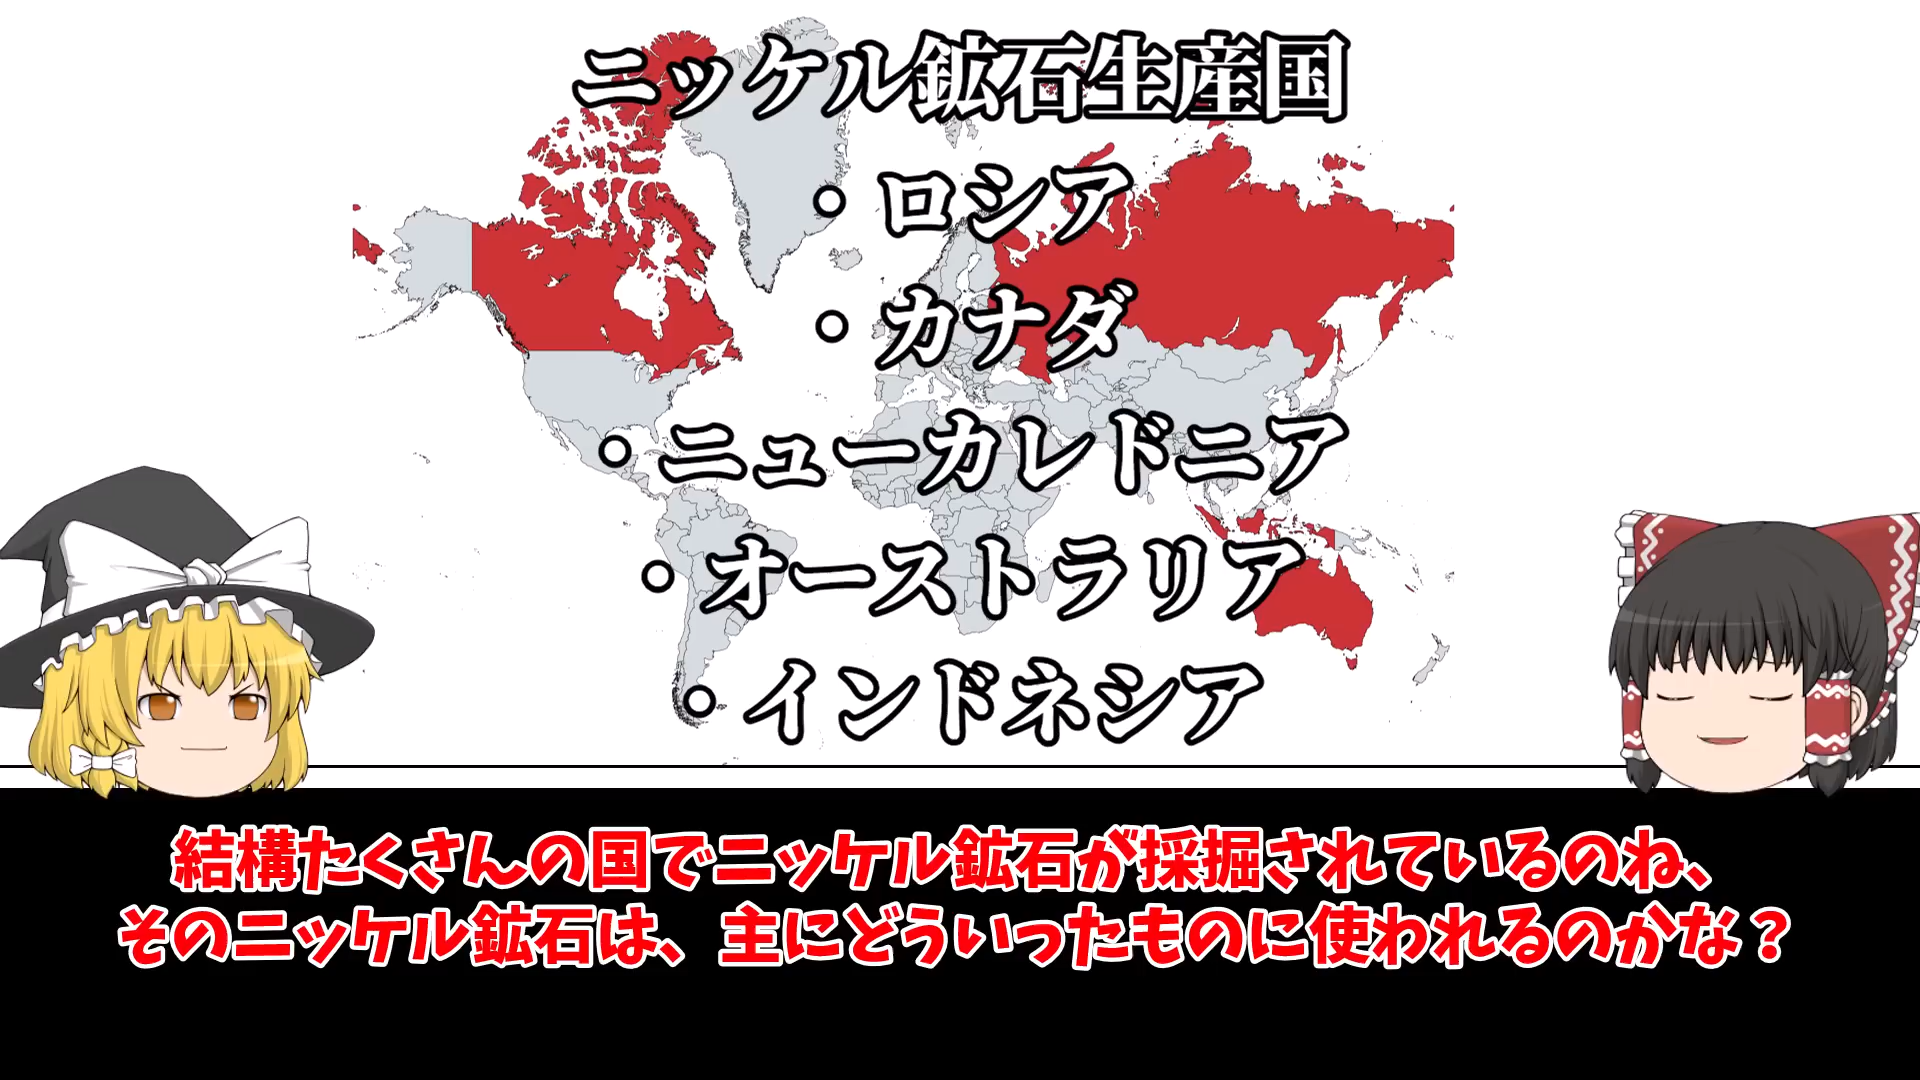 ニッケル鉱石生産国
・ロシア
・カナダ
・ニューカレドニア
・オーストラリア
・インドネシア
結構たくさんの国でニッケル鉱石が採掘されているのね、
そのニッケル鉱石は、主にどういったものに使われるのかな？